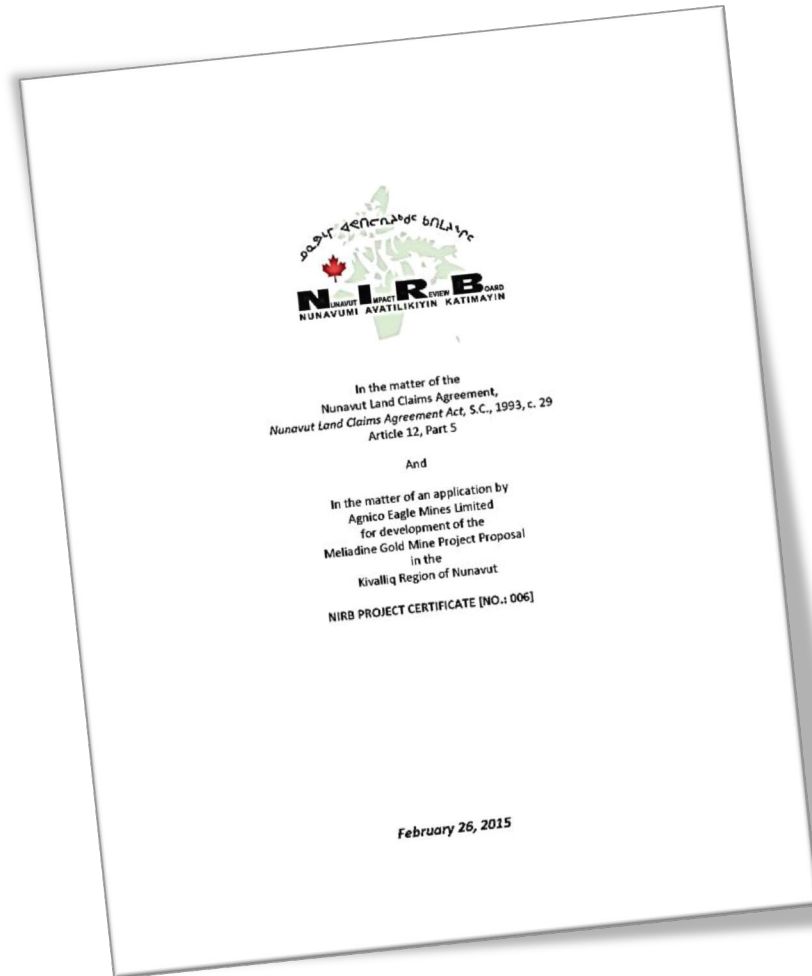 NUNAVUT IMPACT REVIEW BOARD
NUNAVUMI AVATILIKIYIN KATIMAYIN
In the matter of the
Nunavut Land Claims Agreement,
Nunavut Land Claims Agreement Act, S.C., 1993, c. 29
Article 12, Part 5
And
In the matter of an application by
Agnico Eagle Mines Limited
for development of the
Meliadine Gold Mine Project Proposal
in the
Kivalliq Region of Nunavut
NIRB PROJECT CERTIFICATE [NO.: 006]
February 26, 2015